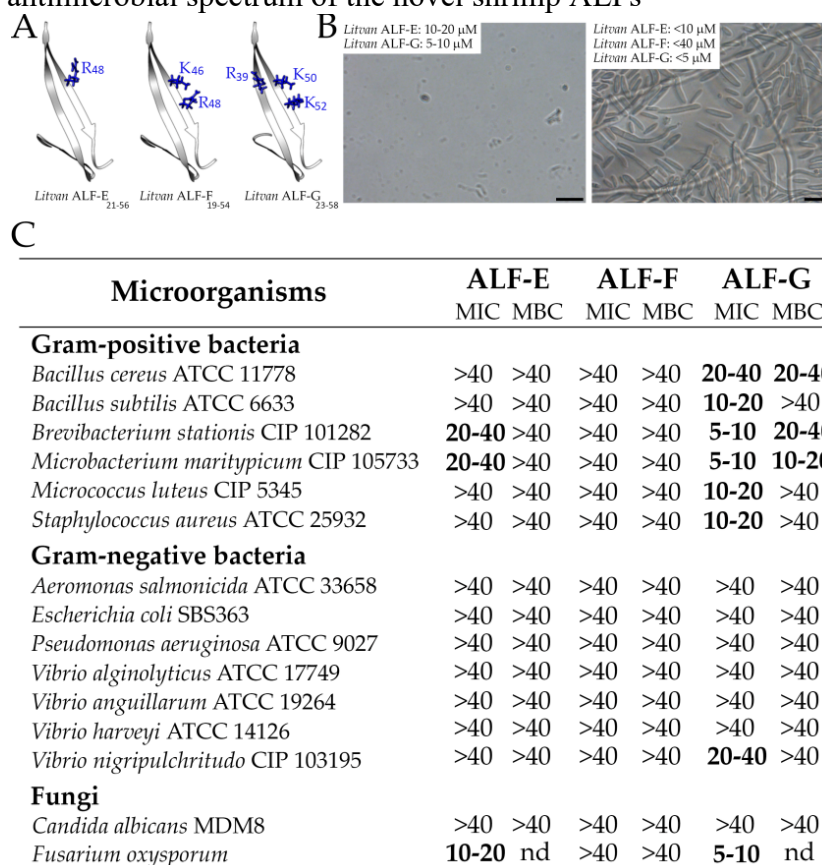 antimicrobial spectrum of the novel shrimp ALFs
A
R48
Litvan ALF-E 21-56
K46
R48
Litvan ALF-F 19-54
R39
K50
K52
Litvan ALF-G 23-58
B
Litvan ALF-E: 10-20 µM
Litvan ALF-G: 5-10 µM
Litvan ALF-E: <10 µM
Litvan ALF-F: <40 µM
Litvan ALF-G: <5 µM
C
Microorganisms ALF-E ALF-F ALF-G
MIC MBC MIC MBC MIC MBC
Gram-positive bacteria
Bacillus cereus ATCC 11778 >40 >40 >40 >40 20-40 20-40
Bacillus subtilis ATCC 6633 >40 >40 >40 >40 10-20 >40
Brevibacterium stationis CIP 101282 20-40 >40 >40 >40 5-10 20-40
Microbacterium maritypicum CIP 105733 20-40 >40 >40 >40 5-10 10-20
Micrococcus luteus CIP 5345 >40 >40 >40 >40 10-20 >40
Staphylococcus aureus ATCC 25932 >40 >40 >40 >40 10-20 >40
Gram-negative bacteria
Aeromonas salmonicida ATCC 33658 >40 >40 >40 >40 >40 >40
Escherichia coli SBS363 >40 >40 >40 >40 >40 >40
Pseudomonas aeruginosa ATCC 9027 >40 >40 >40 >40 >40 >40
Vibrio alginolyticus ATCC 17749 >40 >40 >40 >40 >40 >40
Vibrio anguillarum ATCC 19264 >40 >40 >40 >40 >40 >40
Vibrio harveyi ATCC 14126 >40 >40 >40 >40 >40 >40
Vibrio nigripulchritudo CIP 103195 >40 >40 >40 >40 20-40 >40
Fungi
Candida albicans MDM8 >40 >40 >40 >40 >40 >40
Fusarium oxysporum 10-20 nd >40 >40 5-10 nd